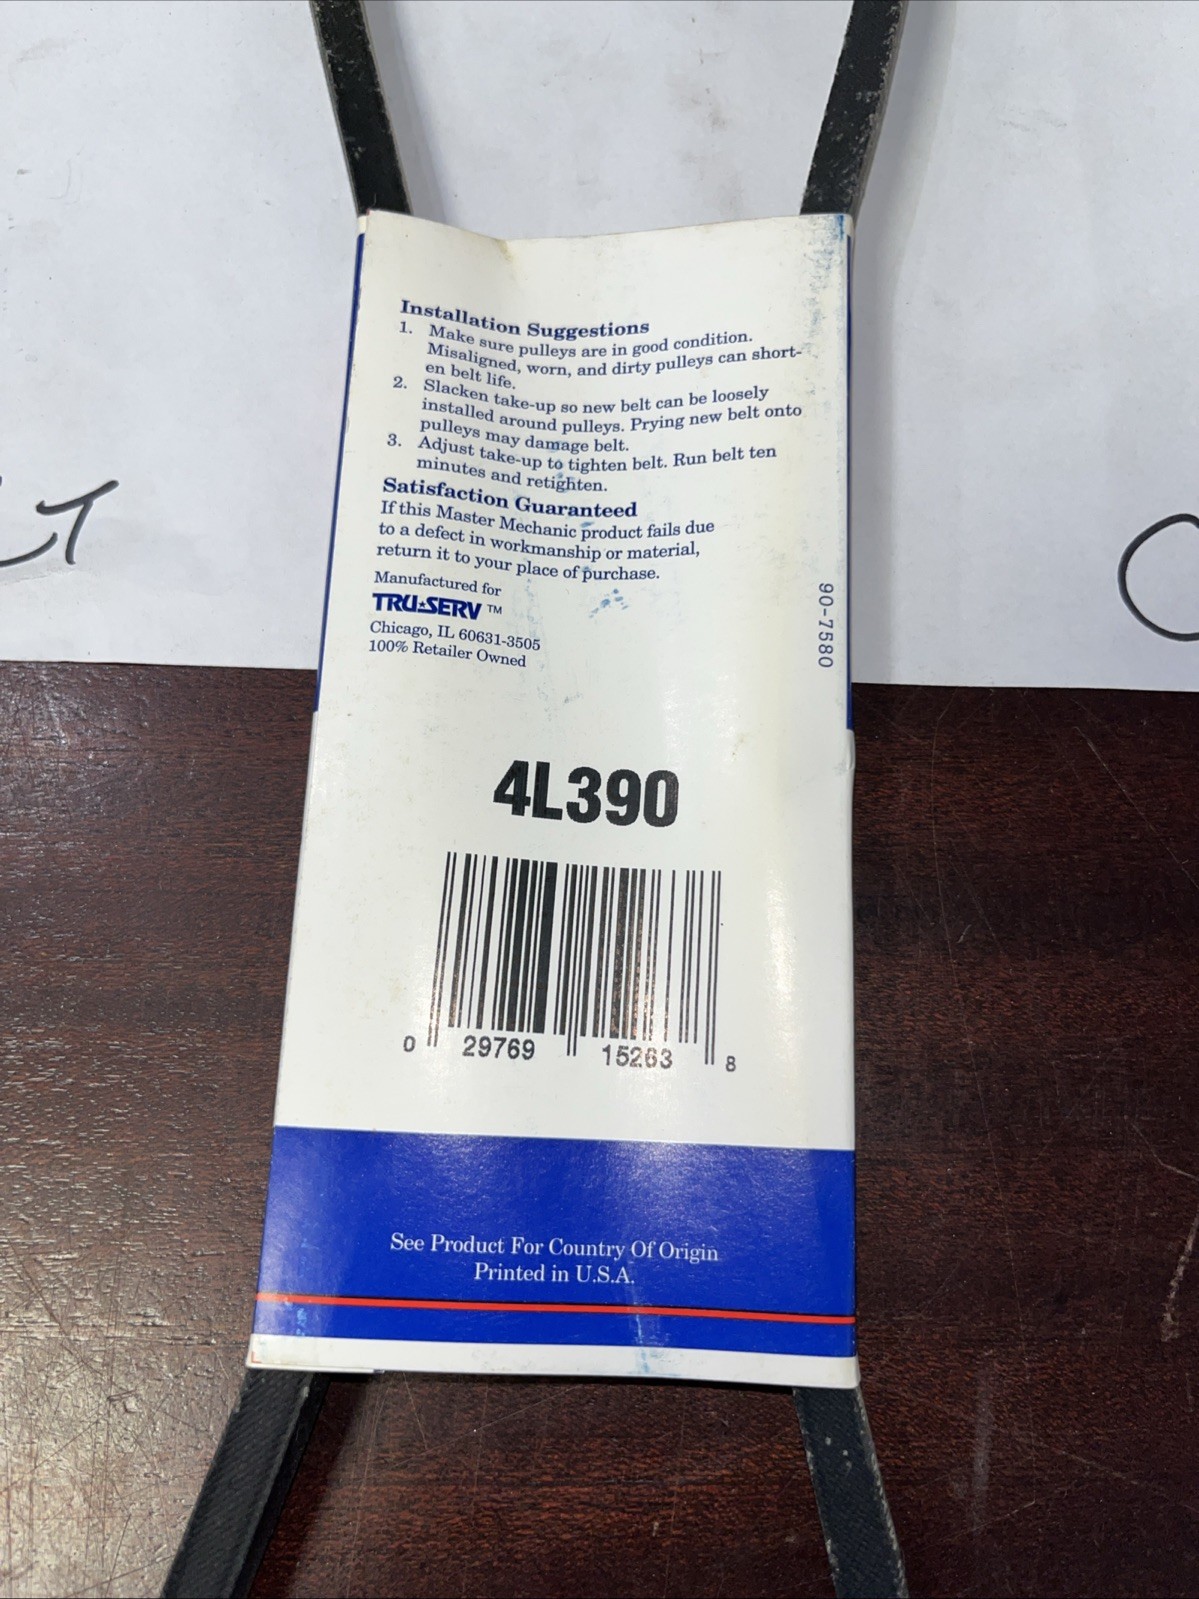 Installation Suggestions
1. Make sure pulleys are in good condition.
Misaligned, worn, and dirty pulleys can short-
en belt life.
2. Slacken take-up so new belt can be loosely
installed around pulleys. Prying new belt onto
pulleys may damage belt.
3. Adjust take-up to tighten belt. Run belt ten
minutes and retighten.
Satisfaction Guaranteed
If this Master Mechanic product fails due
to a defect in workmanship or material,
return it to your place of purchase.
Manufactured for
TRU★SERV ™
Chicago, IL 60631-3505
100% Retailer Owned
90-7580
4L390
0 29769 15263 8
See Product For Country Of Origin
Printed in U.S.A.